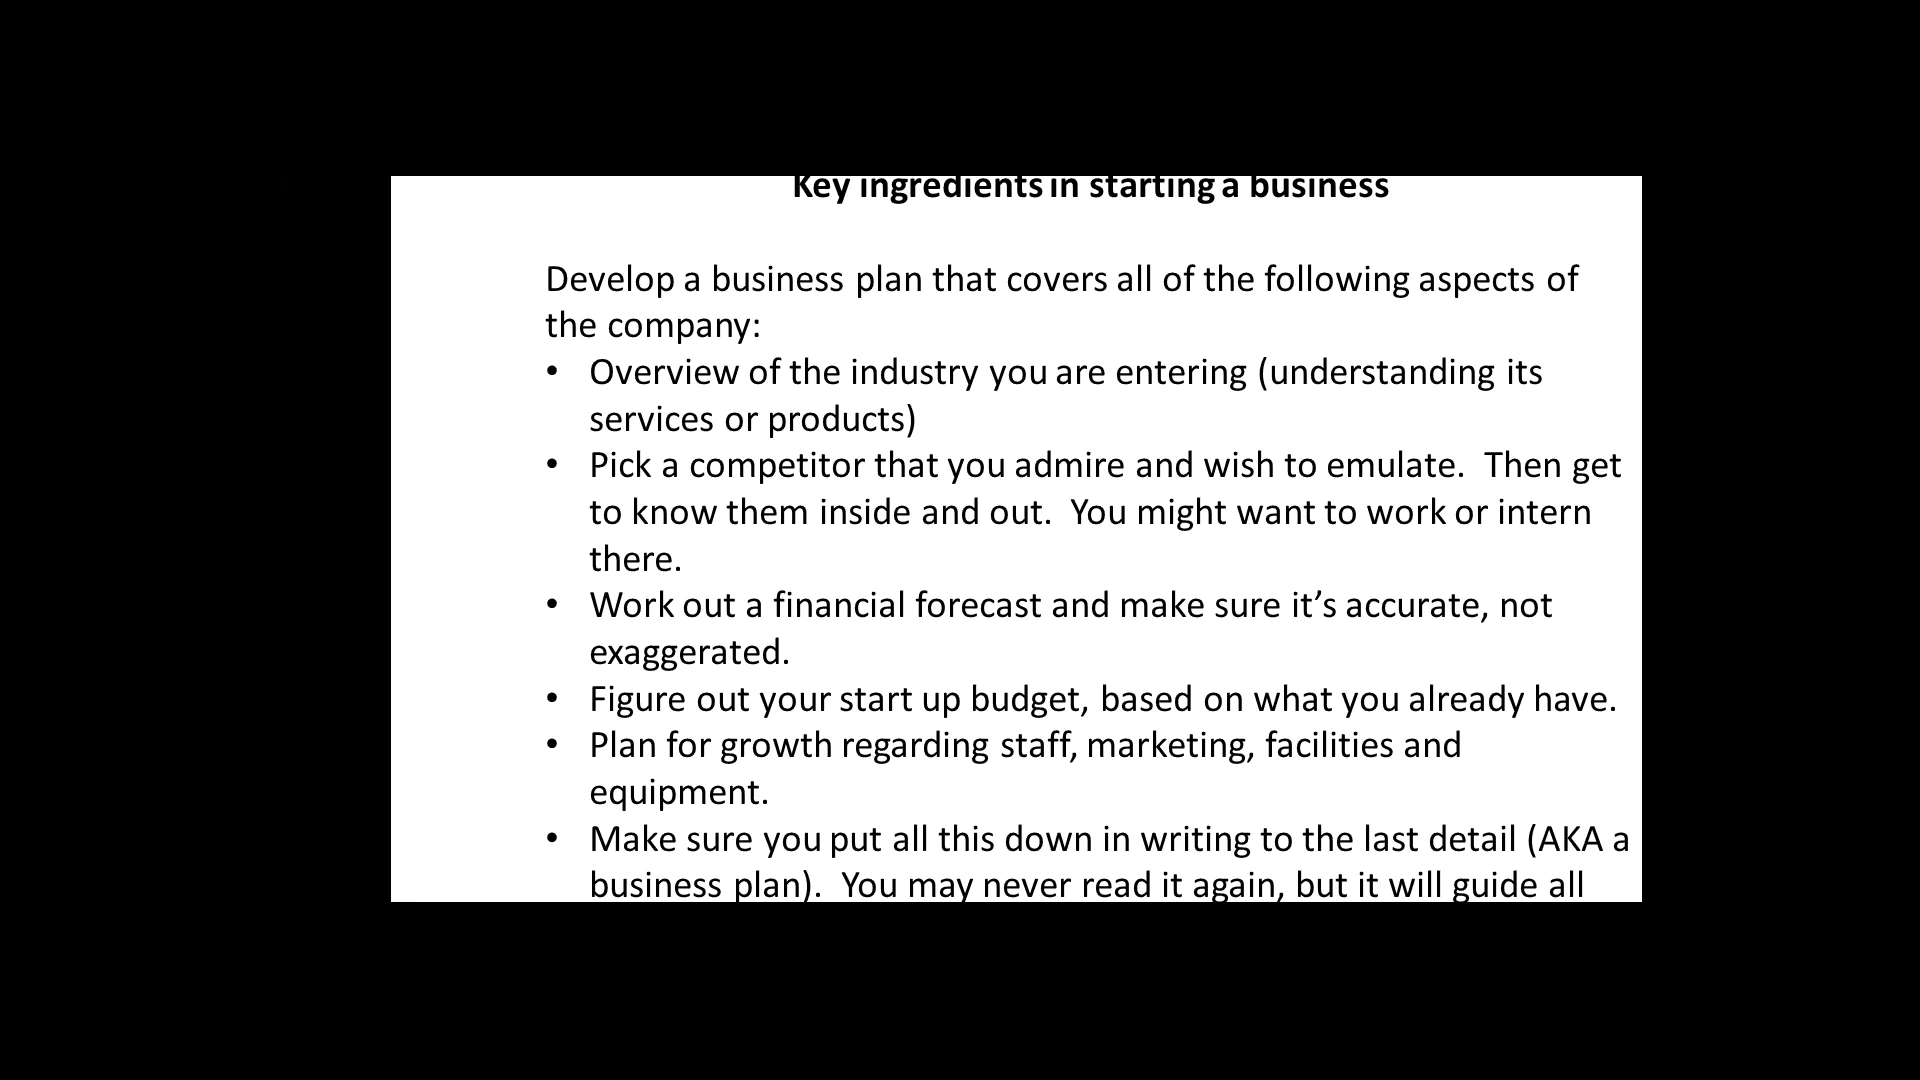 Key ingredients in starting a business
Develop a business plan that covers all of the following aspects of
the company:
• Overview of the industry you are entering (understanding its
services or products)
• Pick a competitor that you admire and wish to emulate.  Then get
to know them inside and out.  You might want to work or intern
there.
• Work out a financial forecast and make sure it’s accurate, not
exaggerated.
• Figure out your start up budget, based on what you already have.
• Plan for growth regarding staff, marketing, facilities and
equipment.
• Make sure you put all this down in writing to the last detail (AKA a
business plan).  You may never read it again, but it will guide all